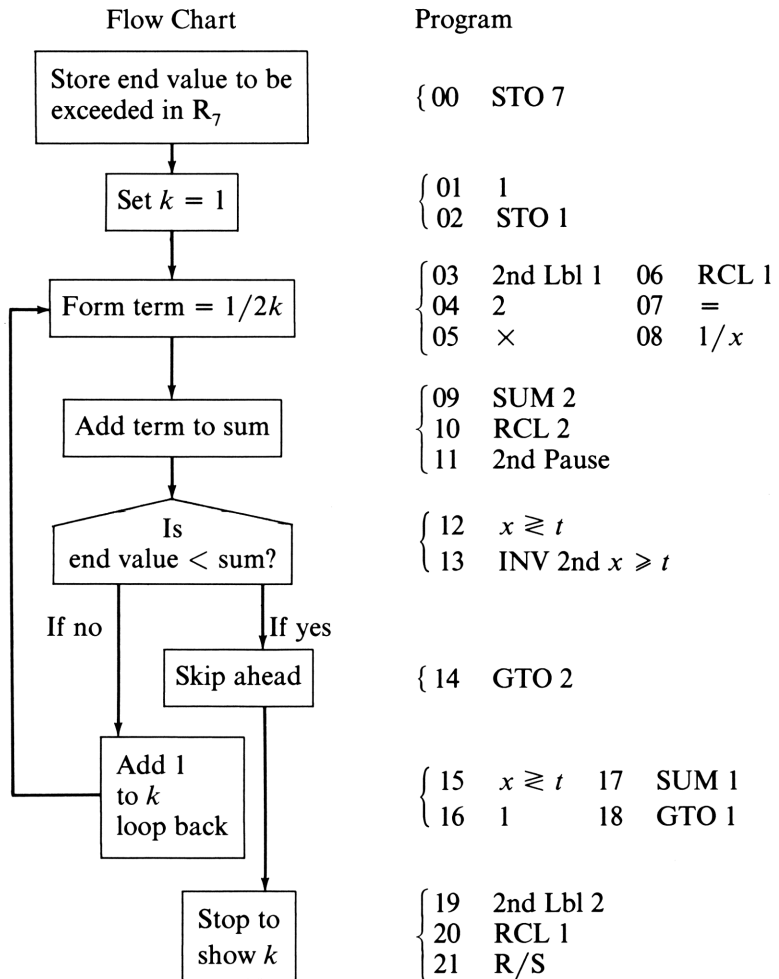 Flow Chart Program
Store end value to be
exceeded in R₇
{ 00 STO 7
Set k = 1
01 1
02 STO 1
Form term = 1/2k
03 2nd Lbl 1 06 RCL 1
04 2 07 =
05 × 08 1/x
Add term to sum
09 SUM 2
10 RCL 2
11 2nd Pause
Is
end value < sum?
12 x ≷ t
13 INV 2nd x ⩾ t
If no
If yes
Skip ahead
{ 14 GTO 2
Add 1
to k
loop back
15 x ≷ t 17 SUM 1
16 1 18 GTO 1
Stop to
show k
19 2nd Lbl 2
20 RCL 1
21 R/S